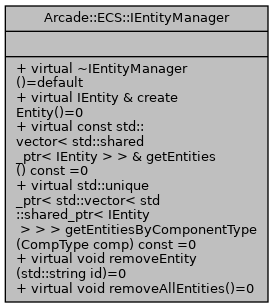 Arcade::ECS::IEntityManager
+ virtual ~IEntityManager
()=default
+ virtual IEntity & create
Entity()=0
+ virtual const std::
vector< std::shared
_ptr< IEntity > > & getEntities
() const =0
+ virtual std::unique
_ptr< std::vector< std
::shared_ptr< IEntity
 > > > getEntitiesByComponentType
(CompType comp) const =0
+ virtual void removeEntity
(std::string id)=0
+ virtual void removeAllEntities()=0